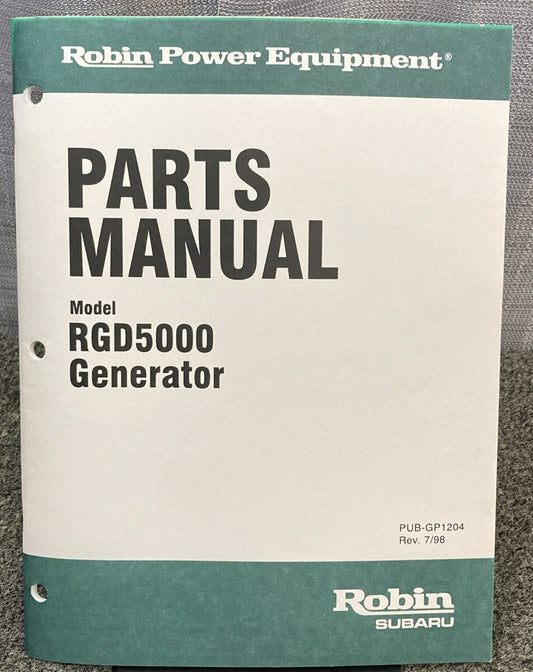 Robin Power Equipment®
PARTS
MANUAL
Model
RGD5000
Generator
PUB-GP1204
Rev. 7/98
Robin
SUBARU